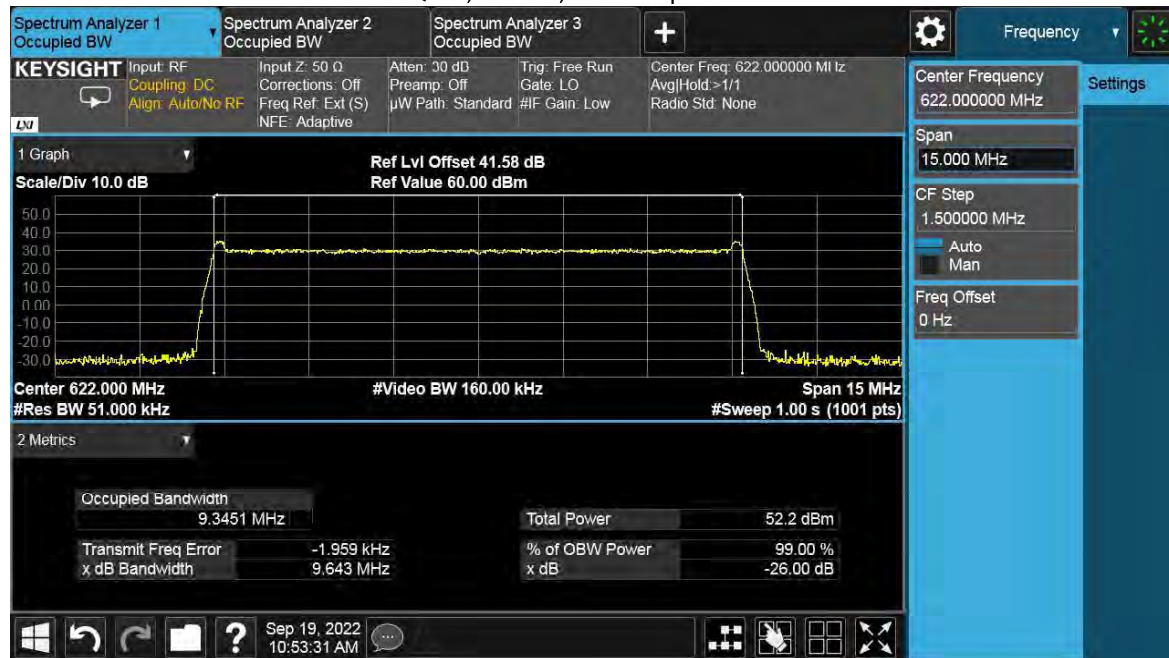 Spectrum Analyzer 1
Occupied BW
Spectrum Analyzer 2
Occupied BW
Spectrum Analyzer 3
Occupied BW
Frequency
KEYSIGHT
LXI
Input: RF
Coupling: DC
Align: Auto/No RF
Input Z: 50 Ω
Corrections: Off
Freq Ref: Ext (S)
NFE: Adaptive
Atten: 30 dB
Preamp: Off
µW Path: Standard
Trig: Free Run
Gate: LO
#IF Gain: Low
Center Freq: 622.000000 MHz
Avg|Hold:>1/1
Radio Std: None
Center Frequency
622.000000 MHz
Settings
Span
15.000 MHz
CF Step
1.500000 MHz
Auto
Man
Freq Offset
0 Hz
1 Graph
Scale/Div 10.0 dB
Ref Lvl Offset 41.58 dB
Ref Value 60.00 dBm
50.0
40.0
30.0
20.0
10.0
0.00
-10.0
-20.0
-30.0
Center 622.000 MHz
#Video BW 160.00 kHz
Span 15 MHz
#Res BW 51.000 kHz
#Sweep 1.00 s (1001 pts)
2 Metrics
Occupied Bandwidth
9.3451 MHz
Total Power 52.2 dBm
Transmit Freq Error -1.959 kHz
% of OBW Power 99.00 %
x dB Bandwidth 9.643 MHz
x dB -26.00 dB
?
Sep 19, 2022
10:53:31 AM